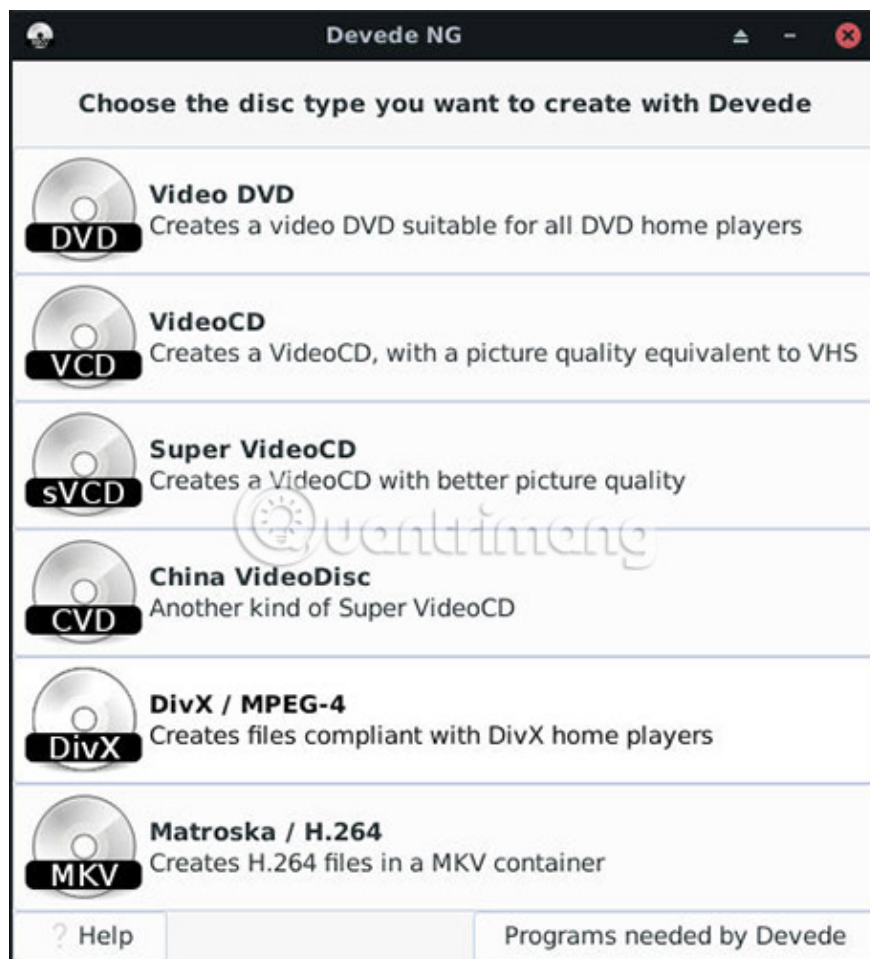 Devede NG
Choose the disc type you want to create with Devede
DVD
Video DVD
Creates a video DVD suitable for all DVD home players
VCD
VideoCD
Creates a VideoCD, with a picture quality equivalent to VHS
sVCD
Super VideoCD
Creates a VideoCD with better picture quality
Quantrimang
CVD
China VideoDisc
Another kind of Super VideoCD
DivX
DivX / MPEG-4
Creates files compliant with DivX home players
MKV
Matroska / H.264
Creates H.264 files in a MKV container
? Help
Programs needed by Devede